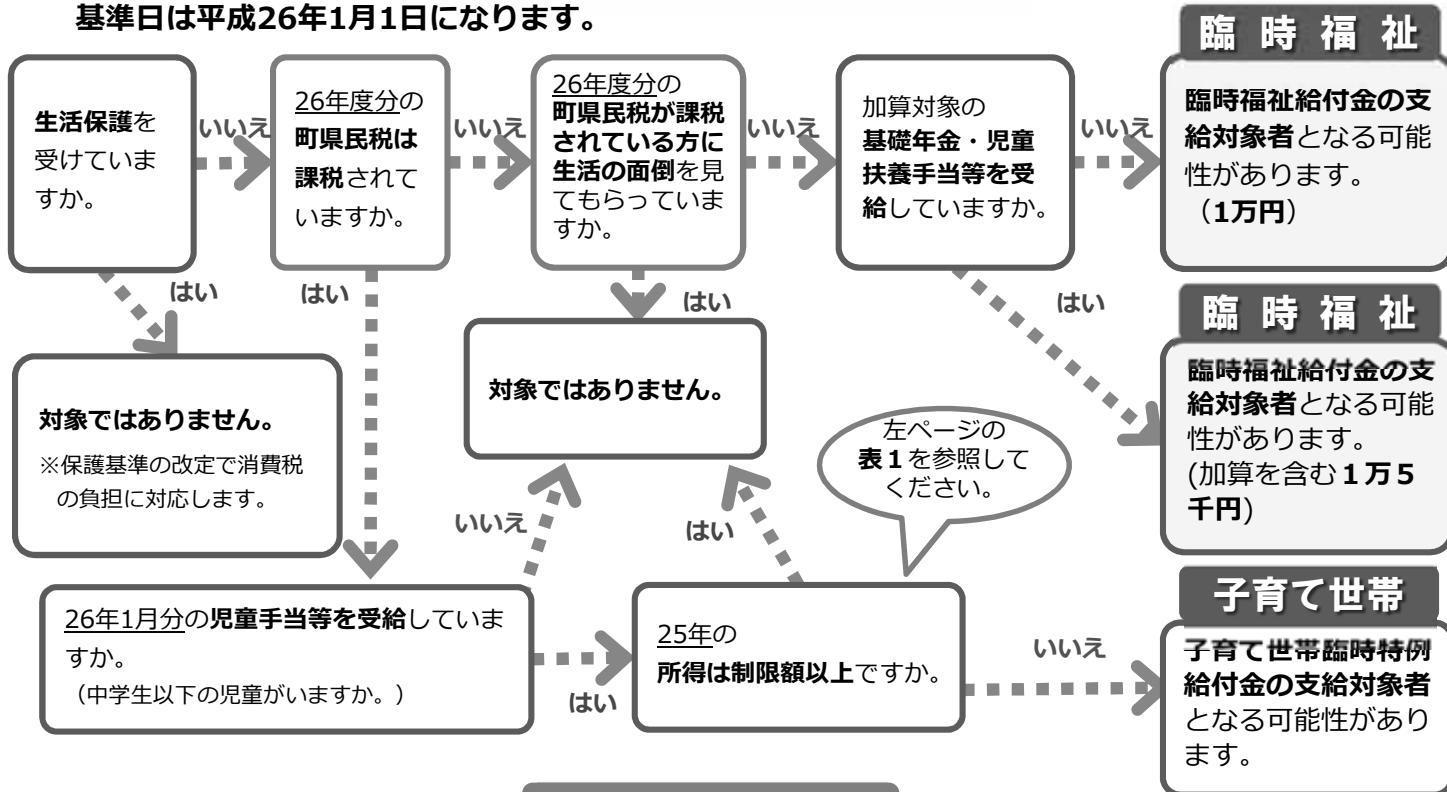 基準日は平成26年1月1日になります。
生活保護を
受けていま
すか。
いいえ
はい
26年度分の
町県民税は
課税されて
いますか。
いいえ
はい
26年度分の
町県民税が課税
されている方に
生活の面倒を見
てもらっていま
すか。
いいえ
はい
加算対象の
基礎年金・児童
扶養手当等を受
給していますか。
いいえ
はい
臨時福祉
臨時福祉給付金の支
給対象者となる可能
性があります。
（1万円）
臨時福祉
臨時福祉給付金の支
給対象者となる可能
性があります。
(加算を含む１万５
千円)
対象ではありません。
※保護基準の改定で消費税
の負担に対応します。
対象ではありません。
左ページの
表１を参照して
ください。
いいえ
はい
26年1月分の児童手当等を受給していま
すか。
（中学生以下の児童がいますか。）
はい
25年の
所得は制限額以上ですか。
いいえ
子育て世帯
子育て世帯臨時特例
給付金の支給対象者
となる可能性があり
ます。